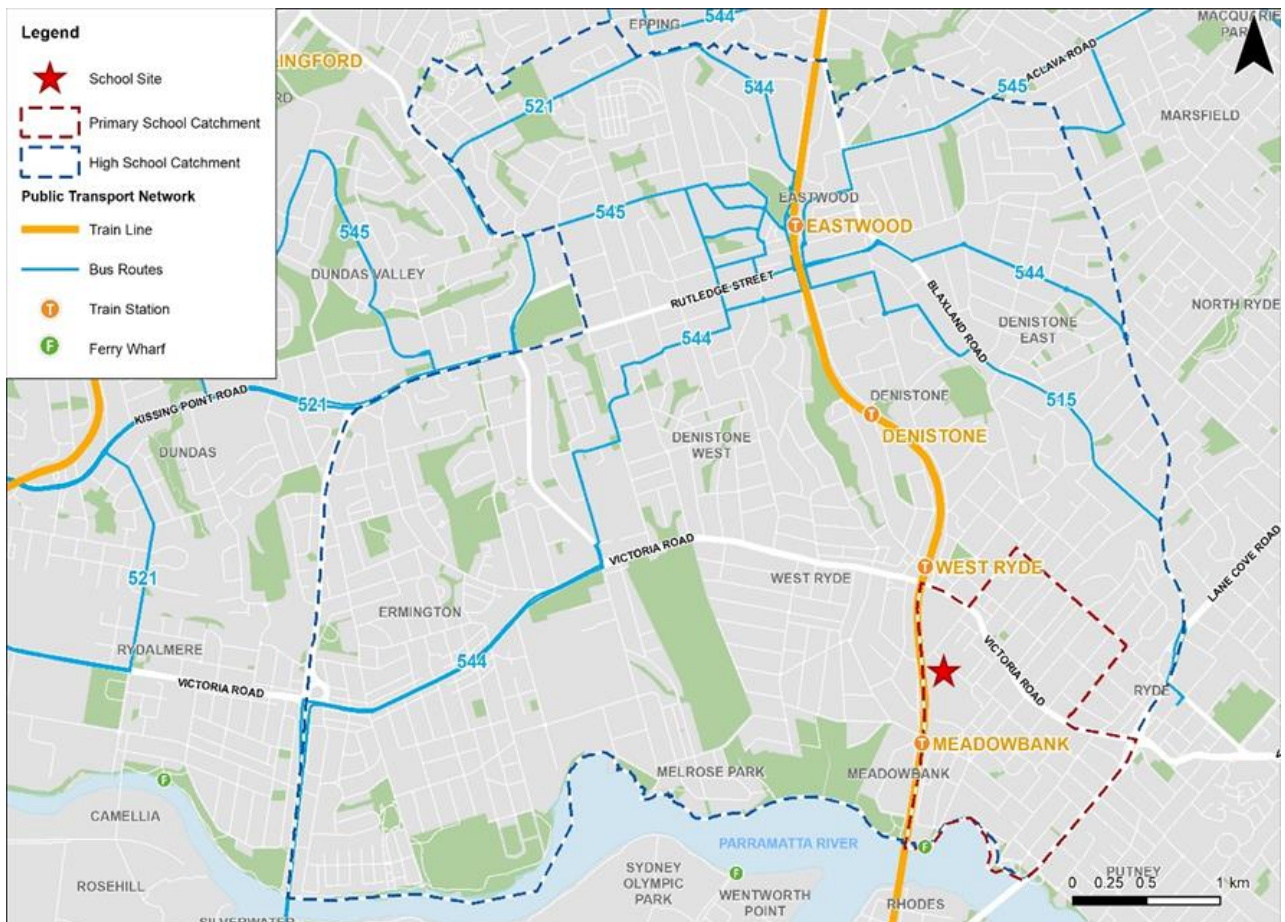 Legend
School Site
Primary School Catchment
High School Catchment
Public Transport Network
Train Line
Bus Routes
T
Train Station
F
Ferry Wharf
EPPING
544
MACQUARIE
PARK
INGFORD
ACLAVA ROAD
521
544
545
MARSFIELD
EASTWOOD
T EASTWOOD
545
545
DUNDAS VALLEY
RUTLEDGE STREET
544
544
BLAXLAND ROAD
NORTH RYDE
DENISTONE
EAST
KISSING POINT ROAD
521
DENISTONE
T
DENISTONE
515
DUNDAS
DENISTONE
WEST
VICTORIA ROAD
WEST RYDE
T WEST RYDE
LANE COVE ROAD
521
ERMINGTON
RYDALMERE
VICTORIA ROAD
544
VICTORIA ROAD
RYDE
T MEADOWBANK
MELROSE PARK
MEADOWBANK
F
CAMELLIA
PARRAMATTA RIVER
F
F
ROSEHILL
SYDNEY
OLYMPIC
PARK
WENTWORTH
POINT
RHODES
PUTNEY
0 0.25 0.5 1 km
SILVERWATER